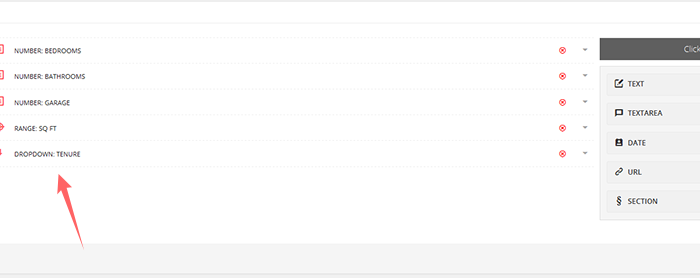 NUMBER: BEDROOMS
NUMBER: BATHROOMS
NUMBER: GARAGE
RANGE: SQ FT
DROPDOWN: TENURE
Click
TEXT
TEXTAREA
DATE
URL
§ SECTION